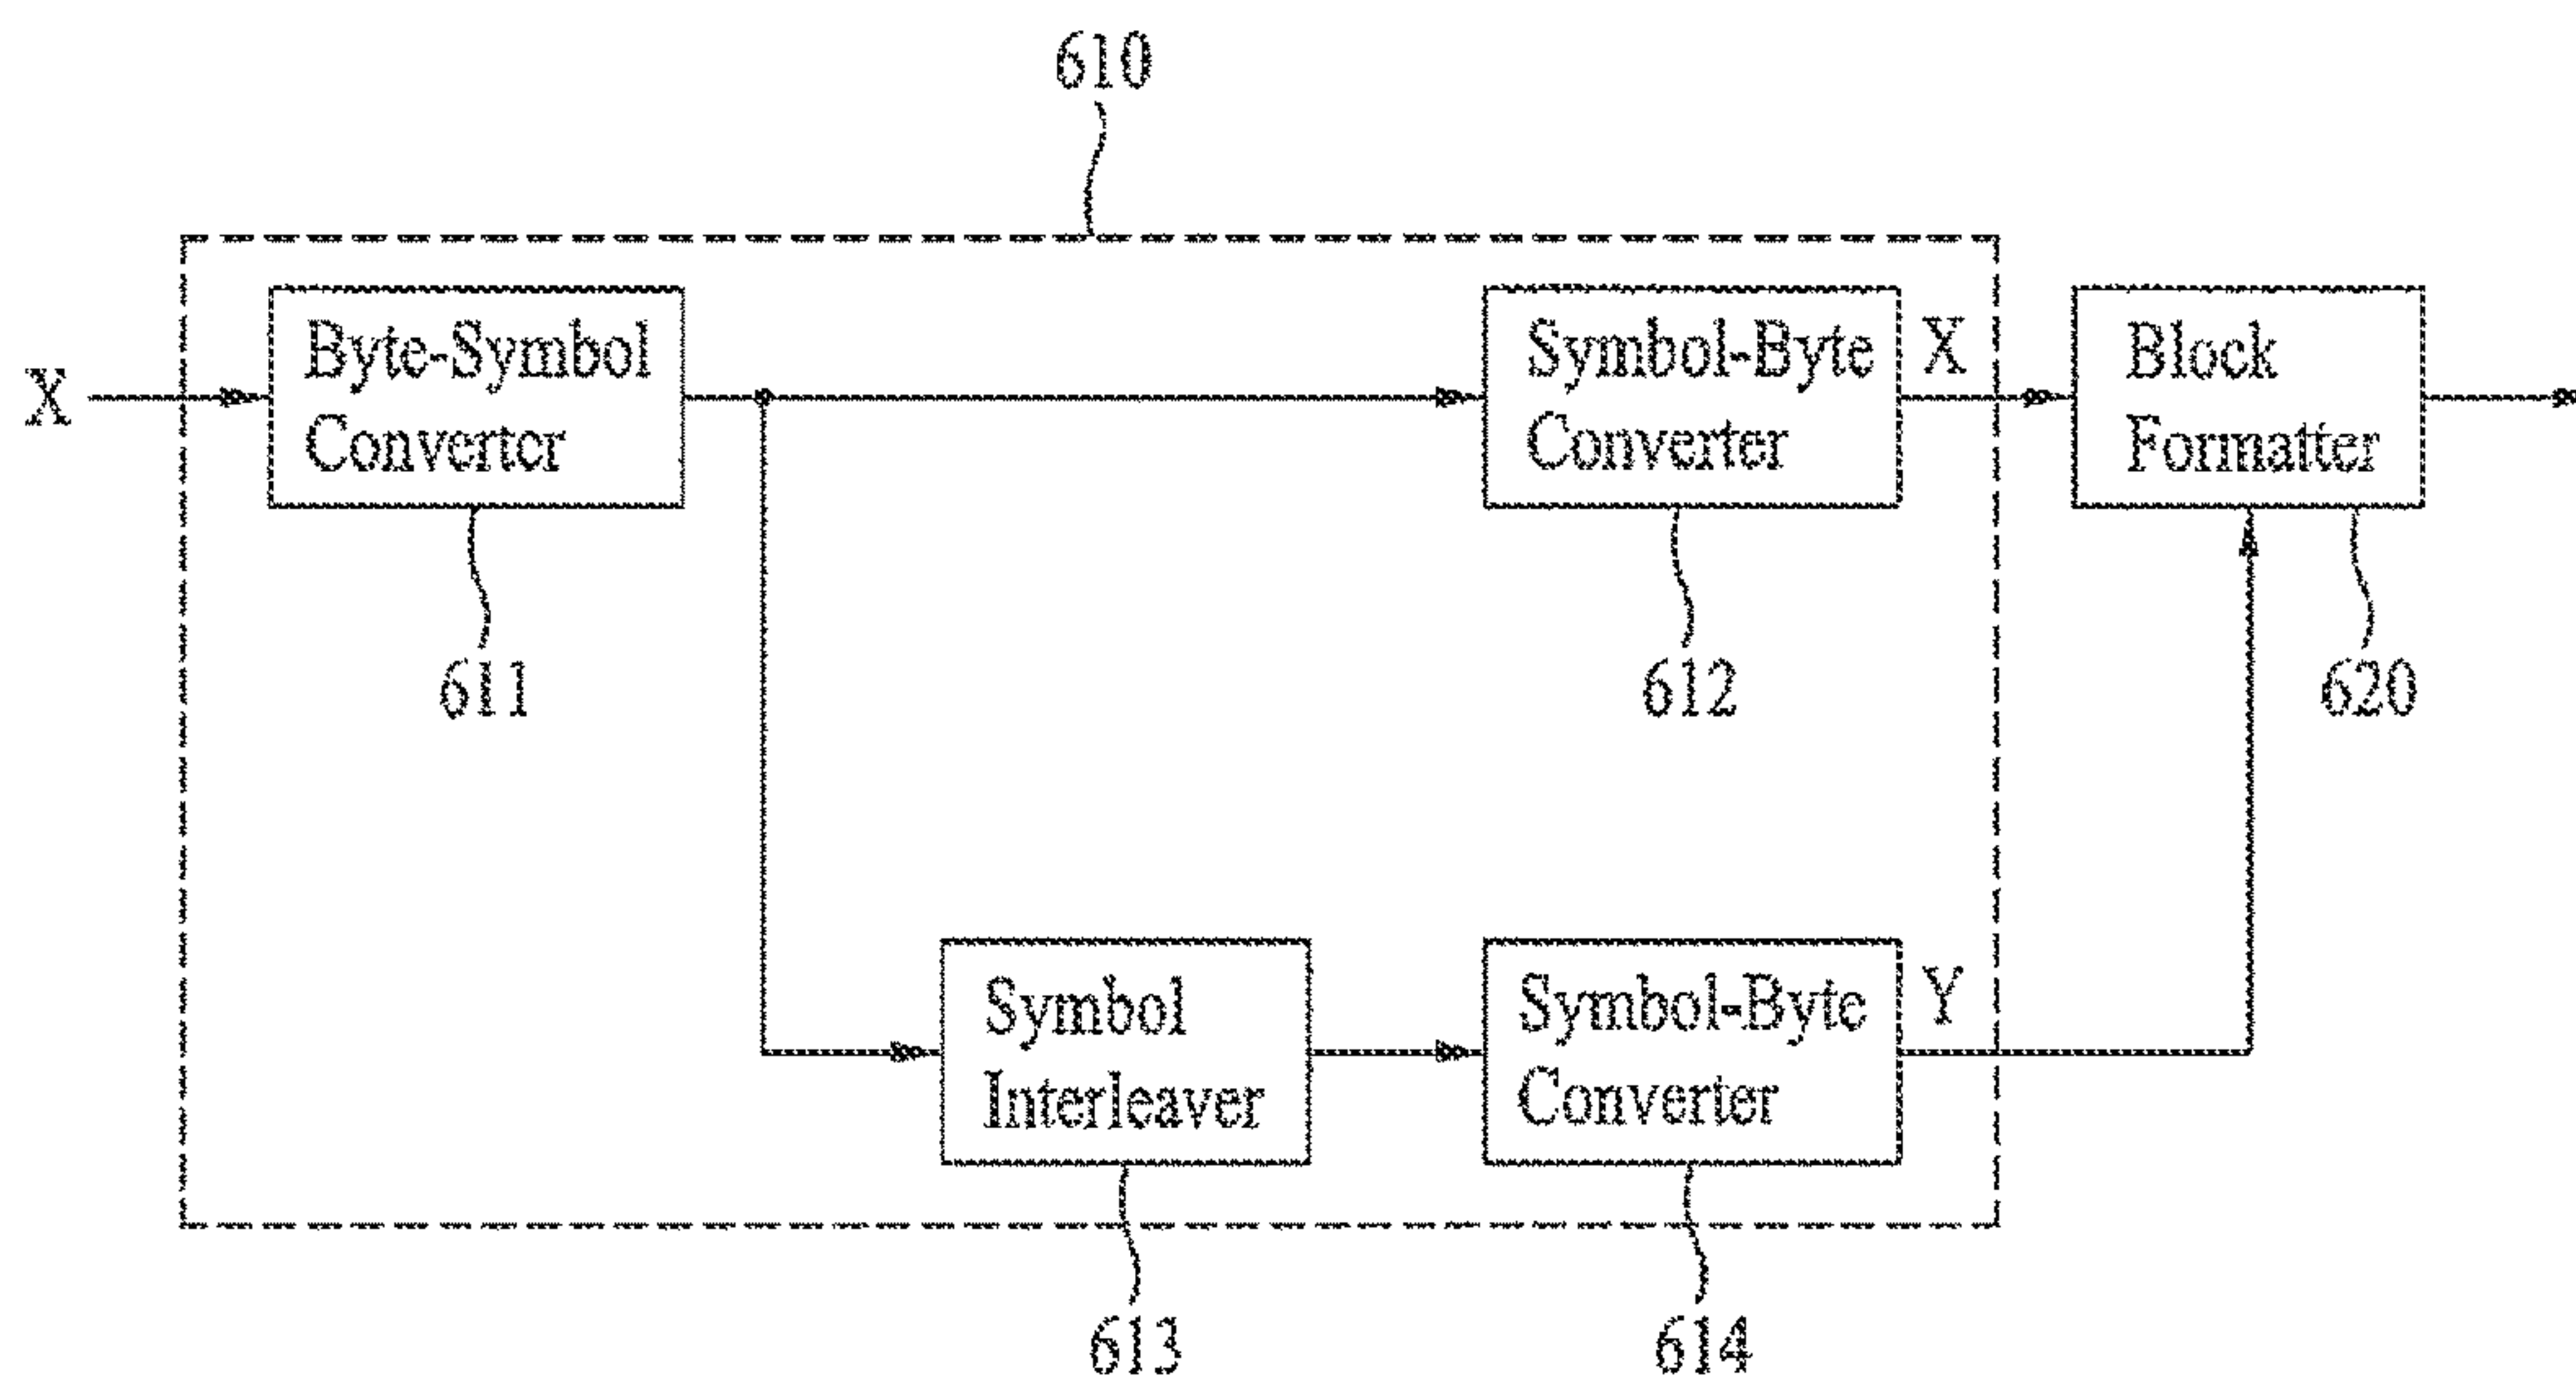 610
X
Byte-Symbol
Converter
611
Symbol-Byte
Converter
612
X
Block
Formatter
620
Symbol
Interleaver
613
Symbol-Byte
Converter
614
Y